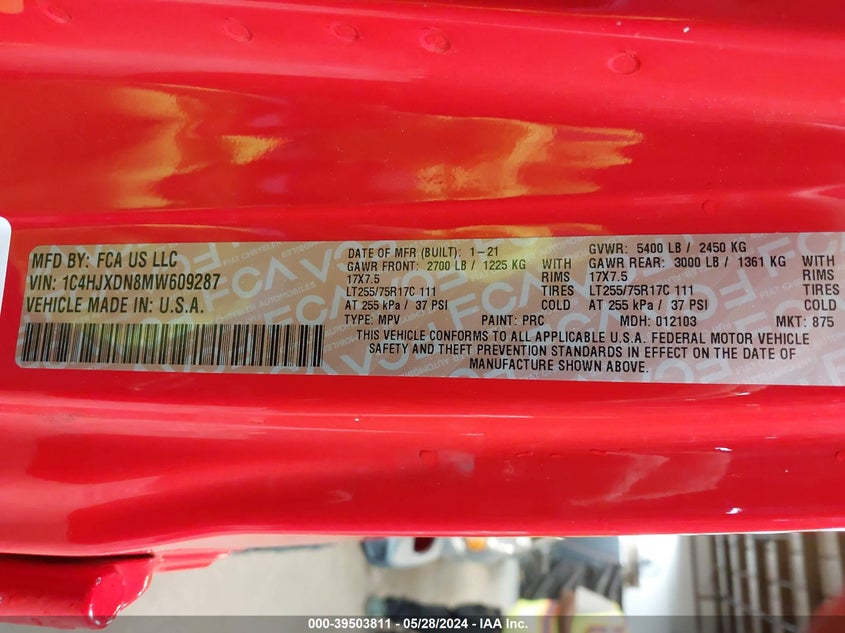 MFD BY: FCA US LLC
VIN: 1C4HJXDN8MW609287
VEHICLE MADE IN: U.S.A.
DATE OF MFR (BUILT): 1-21
GVWR: 5400 LB / 2450 KG
GAWR FRONT: 2700 LB / 1225 KG WITH
GAWR REAR: 3000 LB / 1361 KG WITH
17X7.5 RIMS
17X7.5 RIMS
LT255/75R17C 111 TIRES
LT255/75R17C 111 TIRES
AT 255 kPa / 37 PSI COLD
AT 255 kPa / 37 PSI COLD
TYPE: MPV PAINT: PRC MDH: 012103 MKT: 875
THIS VEHICLE CONFORMS TO ALL APPLICABLE U.S.A. FEDERAL MOTOR VEHICLE
SAFETY AND THEFT PREVENTION STANDARDS IN EFFECT ON THE DATE OF
MANUFACTURE SHOWN ABOVE.
000-39503811 - 05/28/2024 - IAA Inc.